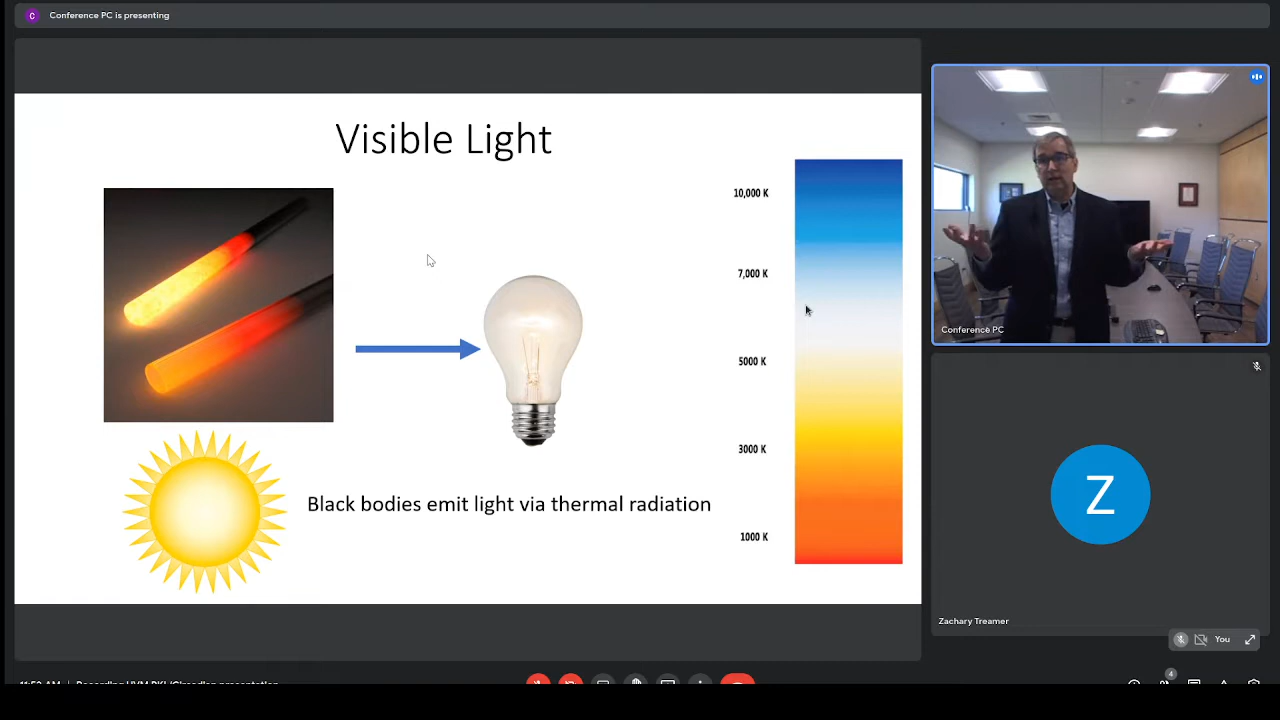 C
Conference PC is presenting
Visible Light
10,000 K
7,000 K
5000 K
3000 K
1000 K
Black bodies emit light via thermal radiation
Conference PC
Z
Zachary Treamer
You
4